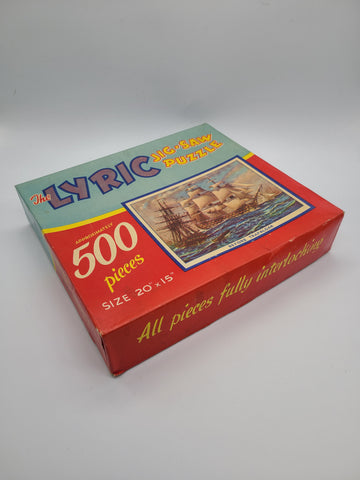 The LYRIC JIG-SAW
PUZZLE
APPROXIMATELY
500
pieces
SIZE 20" x 15"
All pieces fully interlocking